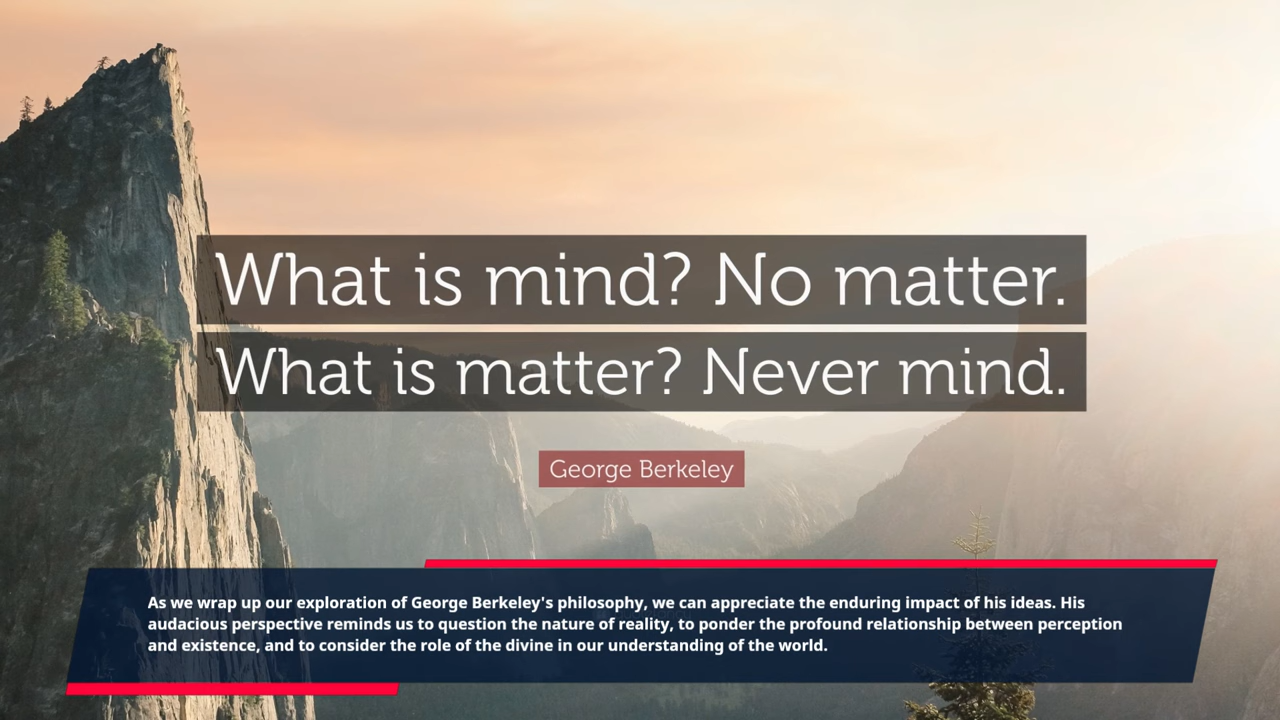 What is mind? No matter.
What is matter? Never mind.
George Berkeley
As we wrap up our exploration of George Berkeley's philosophy, we can appreciate the enduring impact of his ideas. His
audacious perspective reminds us to question the nature of reality, to ponder the profound relationship between perception
and existence, and to consider the role of the divine in our understanding of the world.